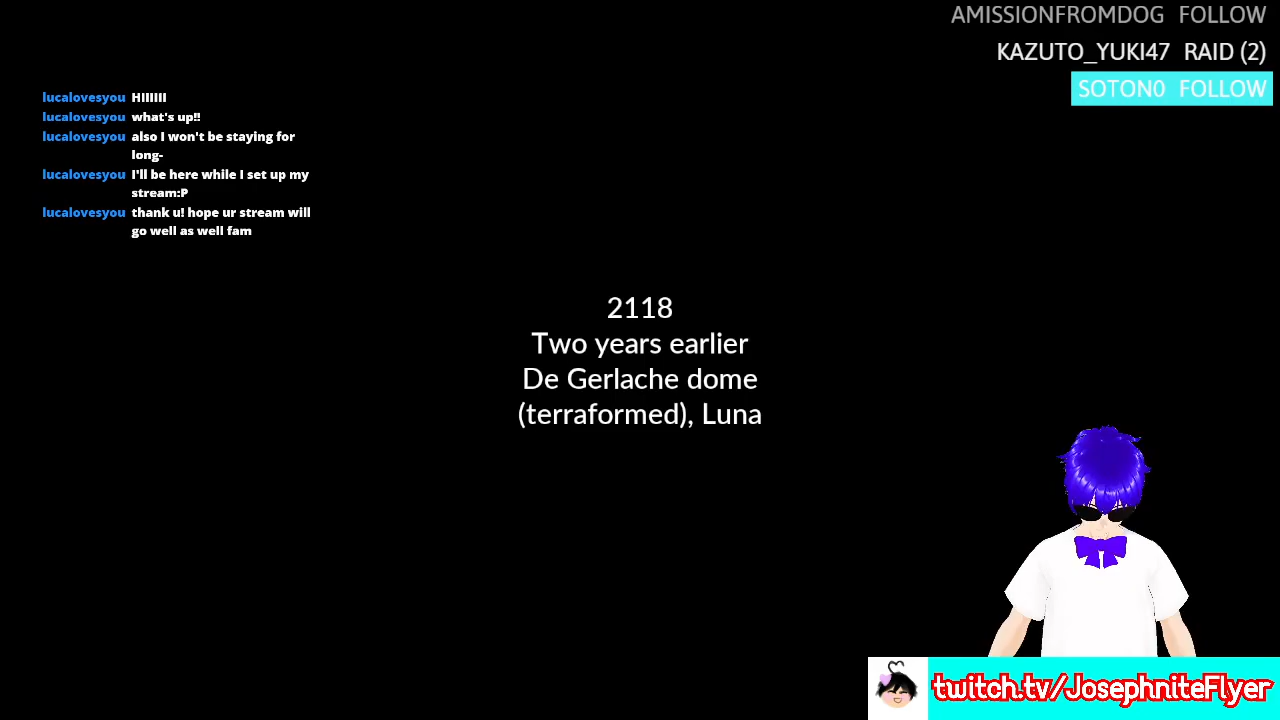 AMISSIONFROMDOG FOLLOW
KAZUTO_YUKI47 RAID (2)
SOTON0 FOLLOW
lucalovesyou HIIIIII
lucalovesyou what's up!!
lucalovesyou also I won't be staying for
long-
lucalovesyou I'll be here while I set up my
stream:P
lucalovesyou thank u! hope ur stream will
go well as well fam
2118
Two years earlier
De Gerlache dome
(terraformed), Luna
twitch.tv/JosephniteFlyer